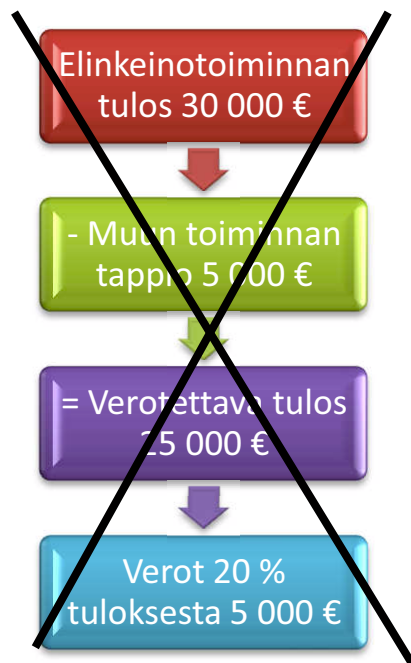 Elinkeinotoiminnan
tulos 30 000 €
- Muun toiminnan
tappio 5 000 €
= Verotettava tulos
25 000 €
Verot 20 %
tuloksesta 5 000 €